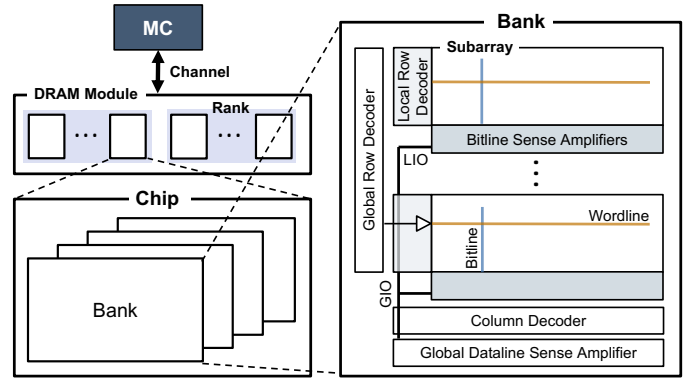 MC
Channel
DRAM Module
Rank
...
...
Chip
Bank
Bank
Global Row Decoder
Local Row
Decoder
Subarray
Bitline Sense Amplifiers
LIO
Wordline
Bitline
GIO
Column Decoder
Global Dataline Sense Amplifier